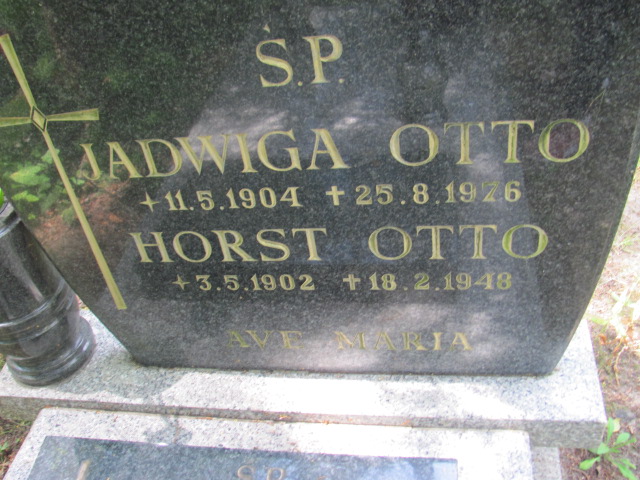 Ś.P.
JADWIGA OTTO
+11.5.1904 ✝25.8.1976
HORST OTTO
+3.5.1902 ✝18.2.1948
AVE MARIA